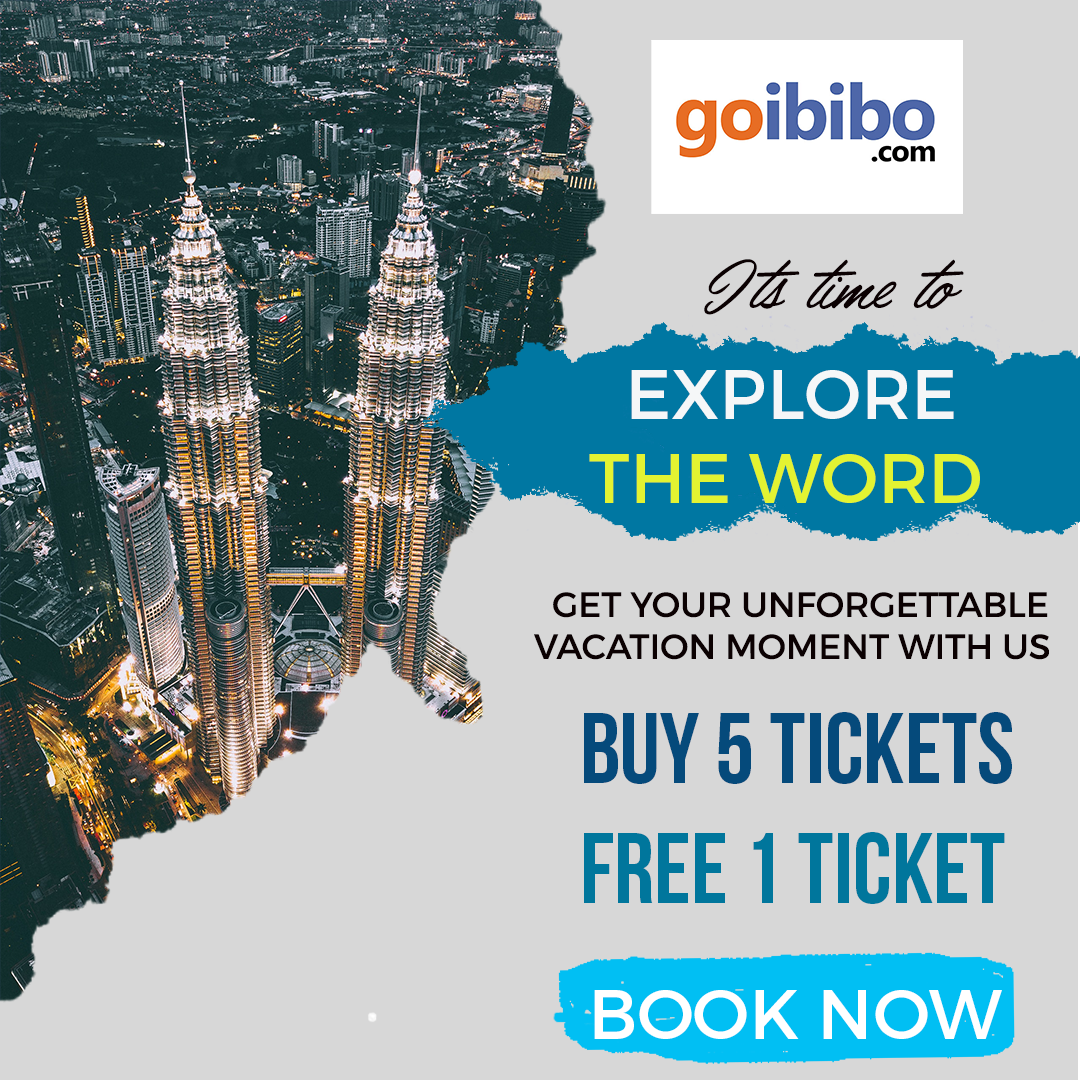 goibibo
.com
Its time to
EXPLORE
THE WORD
GET YOUR UNFORGETTABLE
VACATION MOMENT WITH US
BUY 5 TICKETS
FREE 1 TICKET
BOOK NOW